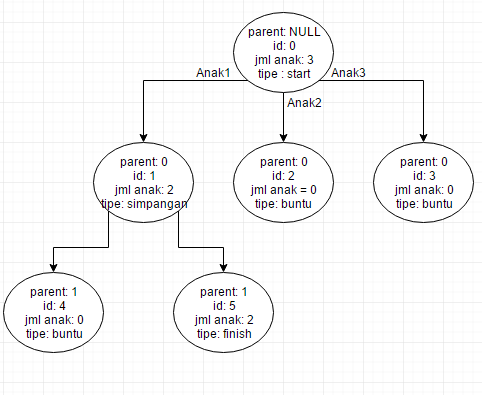 parent: NULL
id: 0
jml anak: 3
tipe : start
Anak1
Anak3
Anak2
parent: 0
id: 1
jml anak: 2
tipe: simpangan
parent: 0
id: 2
jml anak = 0
tipe: buntu
parent: 0
id: 3
jml anak: 0
tipe: buntu
parent: 1
id: 4
jml anak: 0
tipe: buntu
parent: 1
id: 5
jml anak: 2
tipe: finish